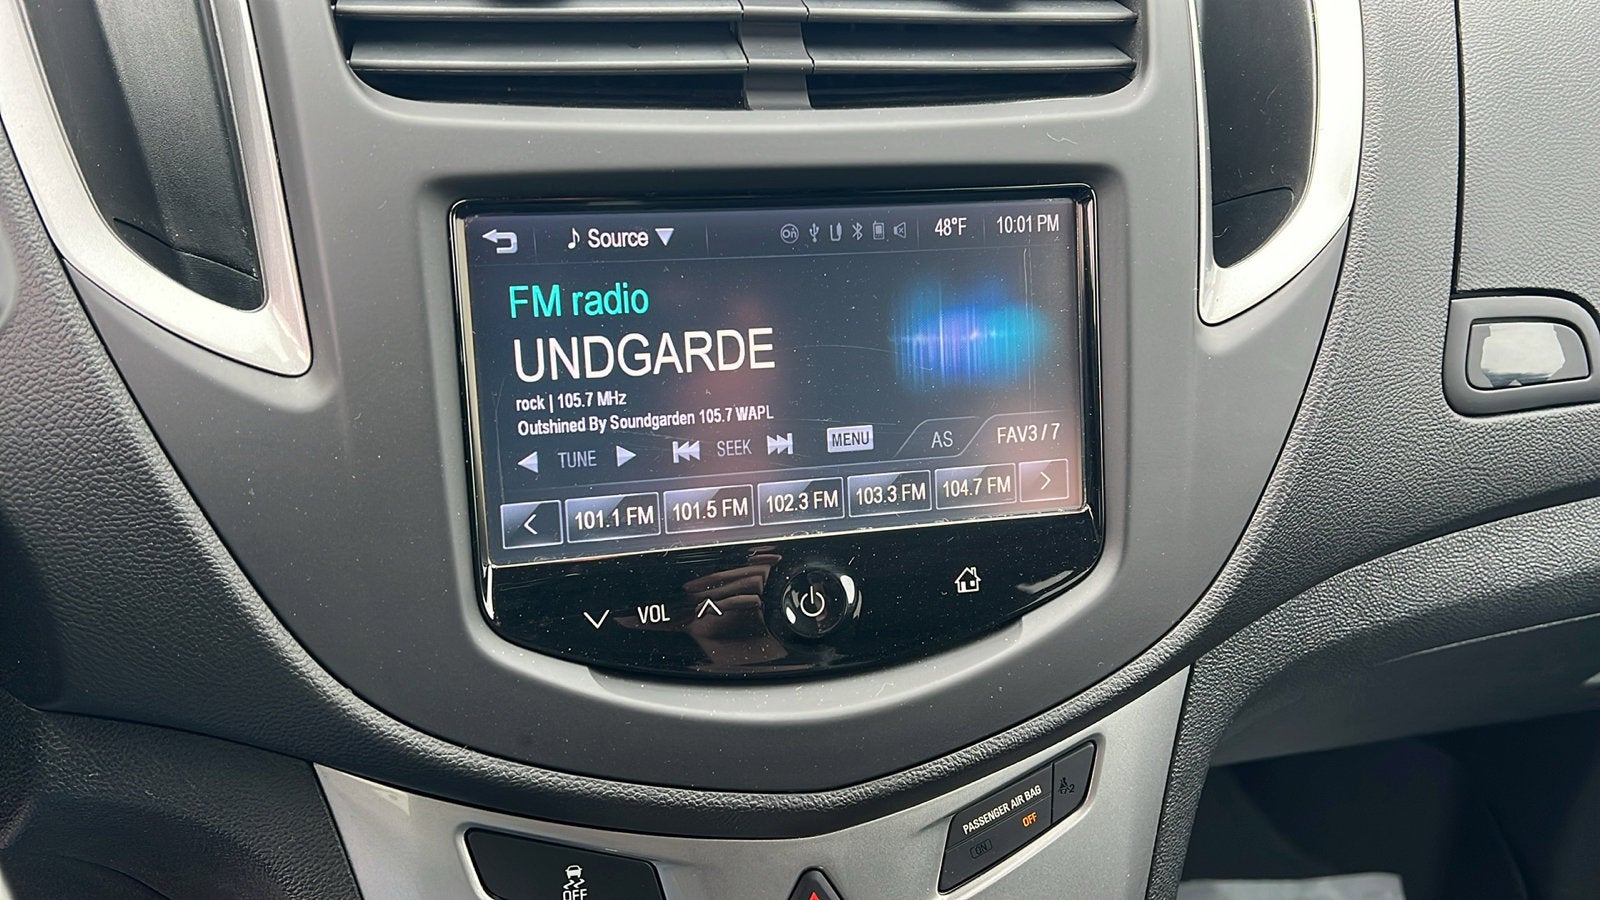 Source 48°F 10:01 PM
FM radio
UNDGARDE
rock | 105.7 MHz
Outshined By Soundgarden 105.7 WAPL
TUNE SEEK MENU AS FAV3 / 7
< 101.1 FM 101.5 FM 102.3 FM 103.3 FM 104.7 FM >
VOL
PASSENGER AIR BAG
OFF
ON
2
OFF